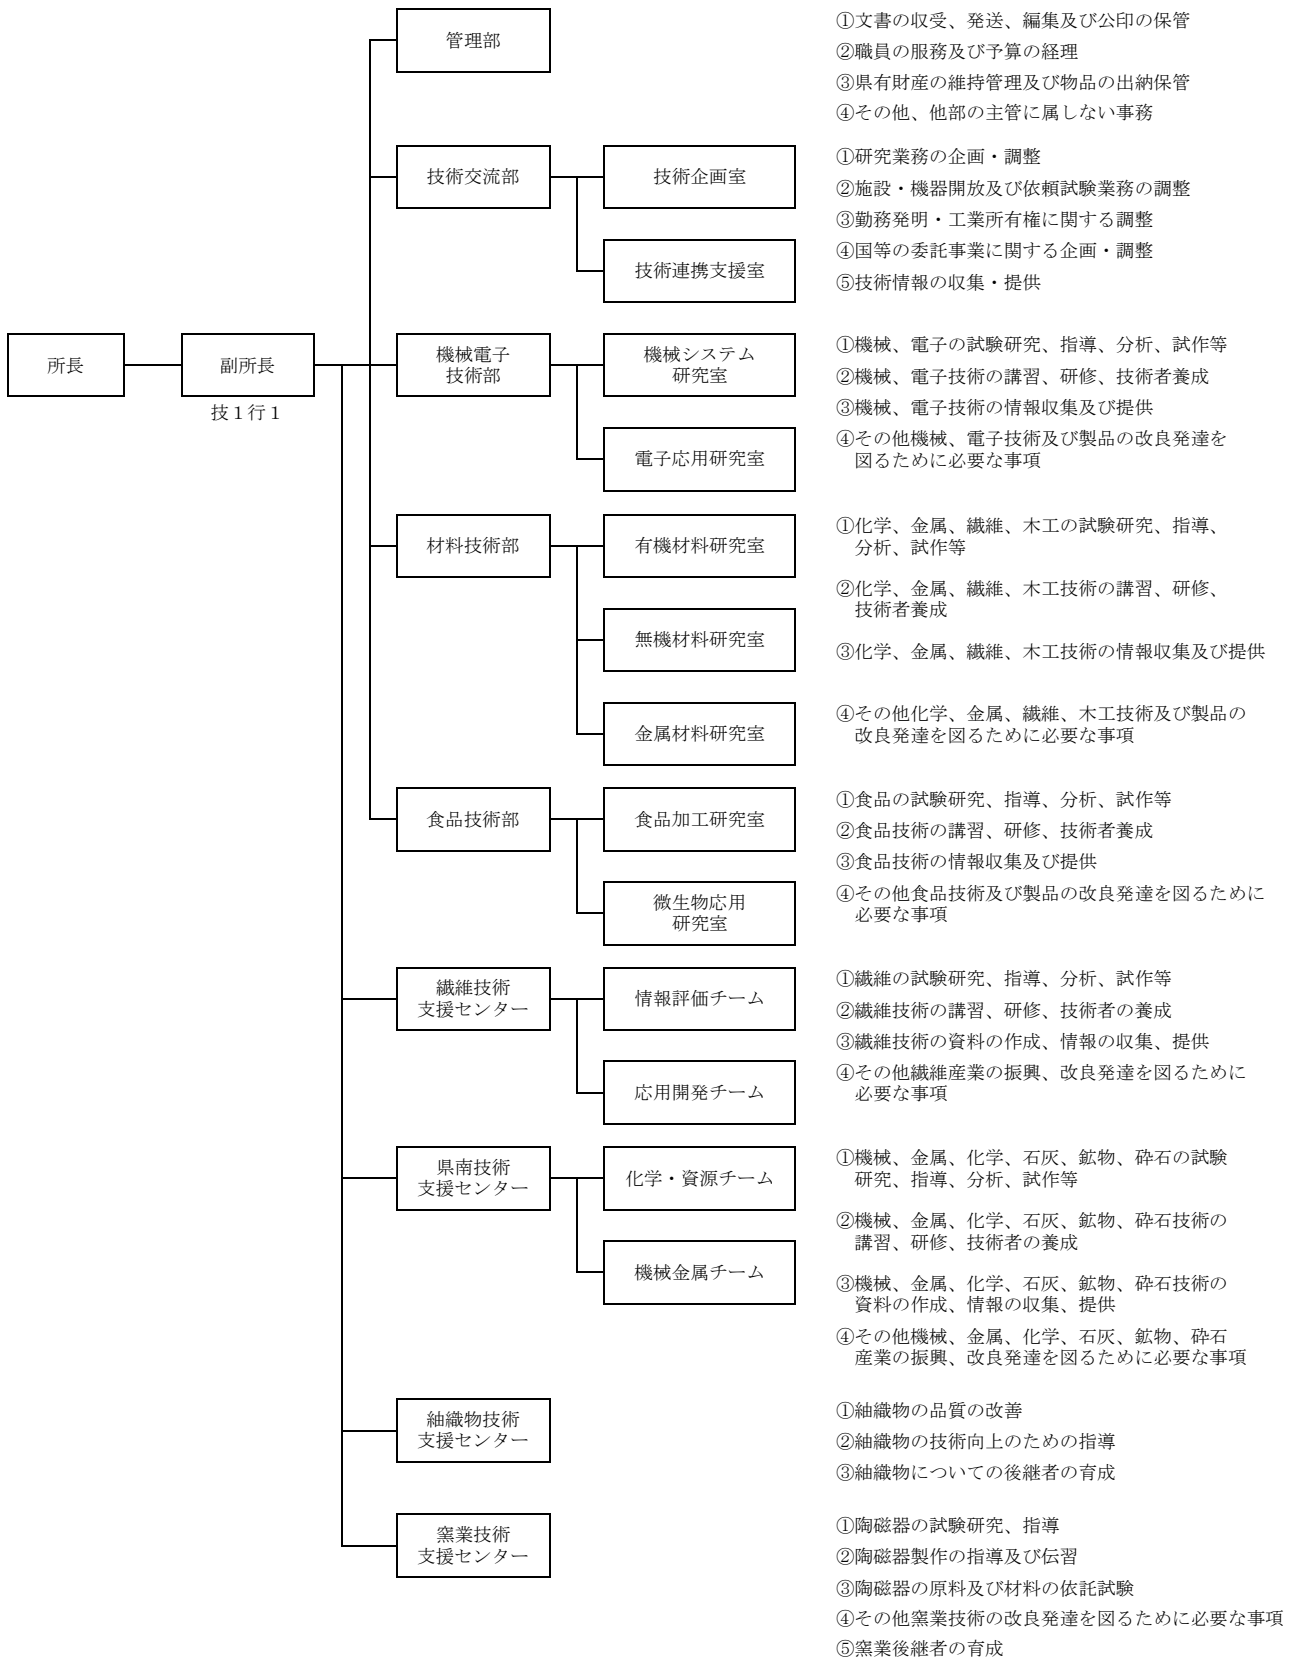 管理部
①文書の収受、発送、編集及び公印の保管
②職員の服務及び予算の経理
③県有財産の維持管理及び物品の出納保管
④その他、他部の主管に属しない事務
技術交流部
技術企画室
技術連携支援室
①研究業務の企画・調整
②施設・機器開放及び依頼試験業務の調整
③勤務発明・工業所有権に関する調整
④国等の委託事業に関する企画・調整
⑤技術情報の収集・提供
所長
副所長
技1行1
機械電子
技術部
機械システム
研究室
電子応用研究室
①機械、電子の試験研究、指導、分析、試作等
②機械、電子技術の講習、研修、技術者養成
③機械、電子技術の情報収集及び提供
④その他機械、電子技術及び製品の改良発達を
図るために必要な事項
材料技術部
有機材料研究室
無機材料研究室
金属材料研究室
①化学、金属、繊維、木工の試験研究、指導、
分析、試作等
②化学、金属、繊維、木工技術の講習、研修、
技術者養成
③化学、金属、繊維、木工技術の情報収集及び提供
④その他化学、金属、繊維、木工技術及び製品の
改良発達を図るために必要な事項
食品技術部
食品加工研究室
微生物応用
研究室
①食品の試験研究、指導、分析、試作等
②食品技術の講習、研修、技術者養成
③食品技術の情報収集及び提供
④その他食品技術及び製品の改良発達を図るために
必要な事項
繊維技術
支援センター
情報評価チーム
応用開発チーム
①繊維の試験研究、指導、分析、試作等
②繊維技術の講習、研修、技術者の養成
③繊維技術の資料の作成、情報の収集、提供
④その他繊維産業の振興、改良発達を図るために
必要な事項
県南技術
支援センター
化学・資源チーム
機械金属チーム
①機械、金属、化学、石灰、鉱物、砕石の試験
研究、指導、分析、試作等
②機械、金属、化学、石灰、鉱物、砕石技術の
講習、研修、技術者の養成
③機械、金属、化学、石灰、鉱物、砕石技術の
資料の作成、情報の収集、提供
④その他機械、金属、化学、石灰、鉱物、砕石
産業の振興、改良発達を図るために必要な事項
紬織物技術
支援センター
①紬織物の品質の改善
②紬織物の技術向上のための指導
③紬織物についての後継者の育成
窯業技術
支援センター
①陶磁器の試験研究、指導
②陶磁器製作の指導及び伝習
③陶磁器の原料及び材料の依託試験
④その他窯業技術の改良発達を図るために必要な事項
⑤窯業後継者の育成